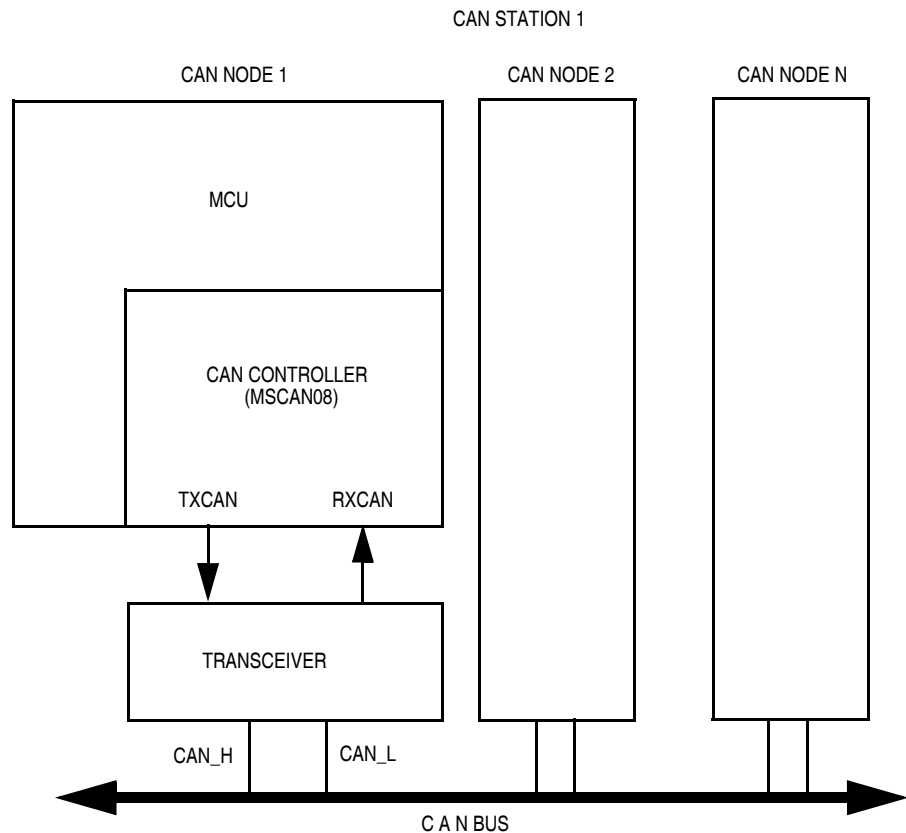 CAN STATION 1
CAN NODE 1
CAN NODE 2
CAN NODE N
MCU
CAN CONTROLLER
(MSCAN08)
TXCAN
RXCAN
TRANSCEIVER
CAN_H
CAN_L
C A N BUS